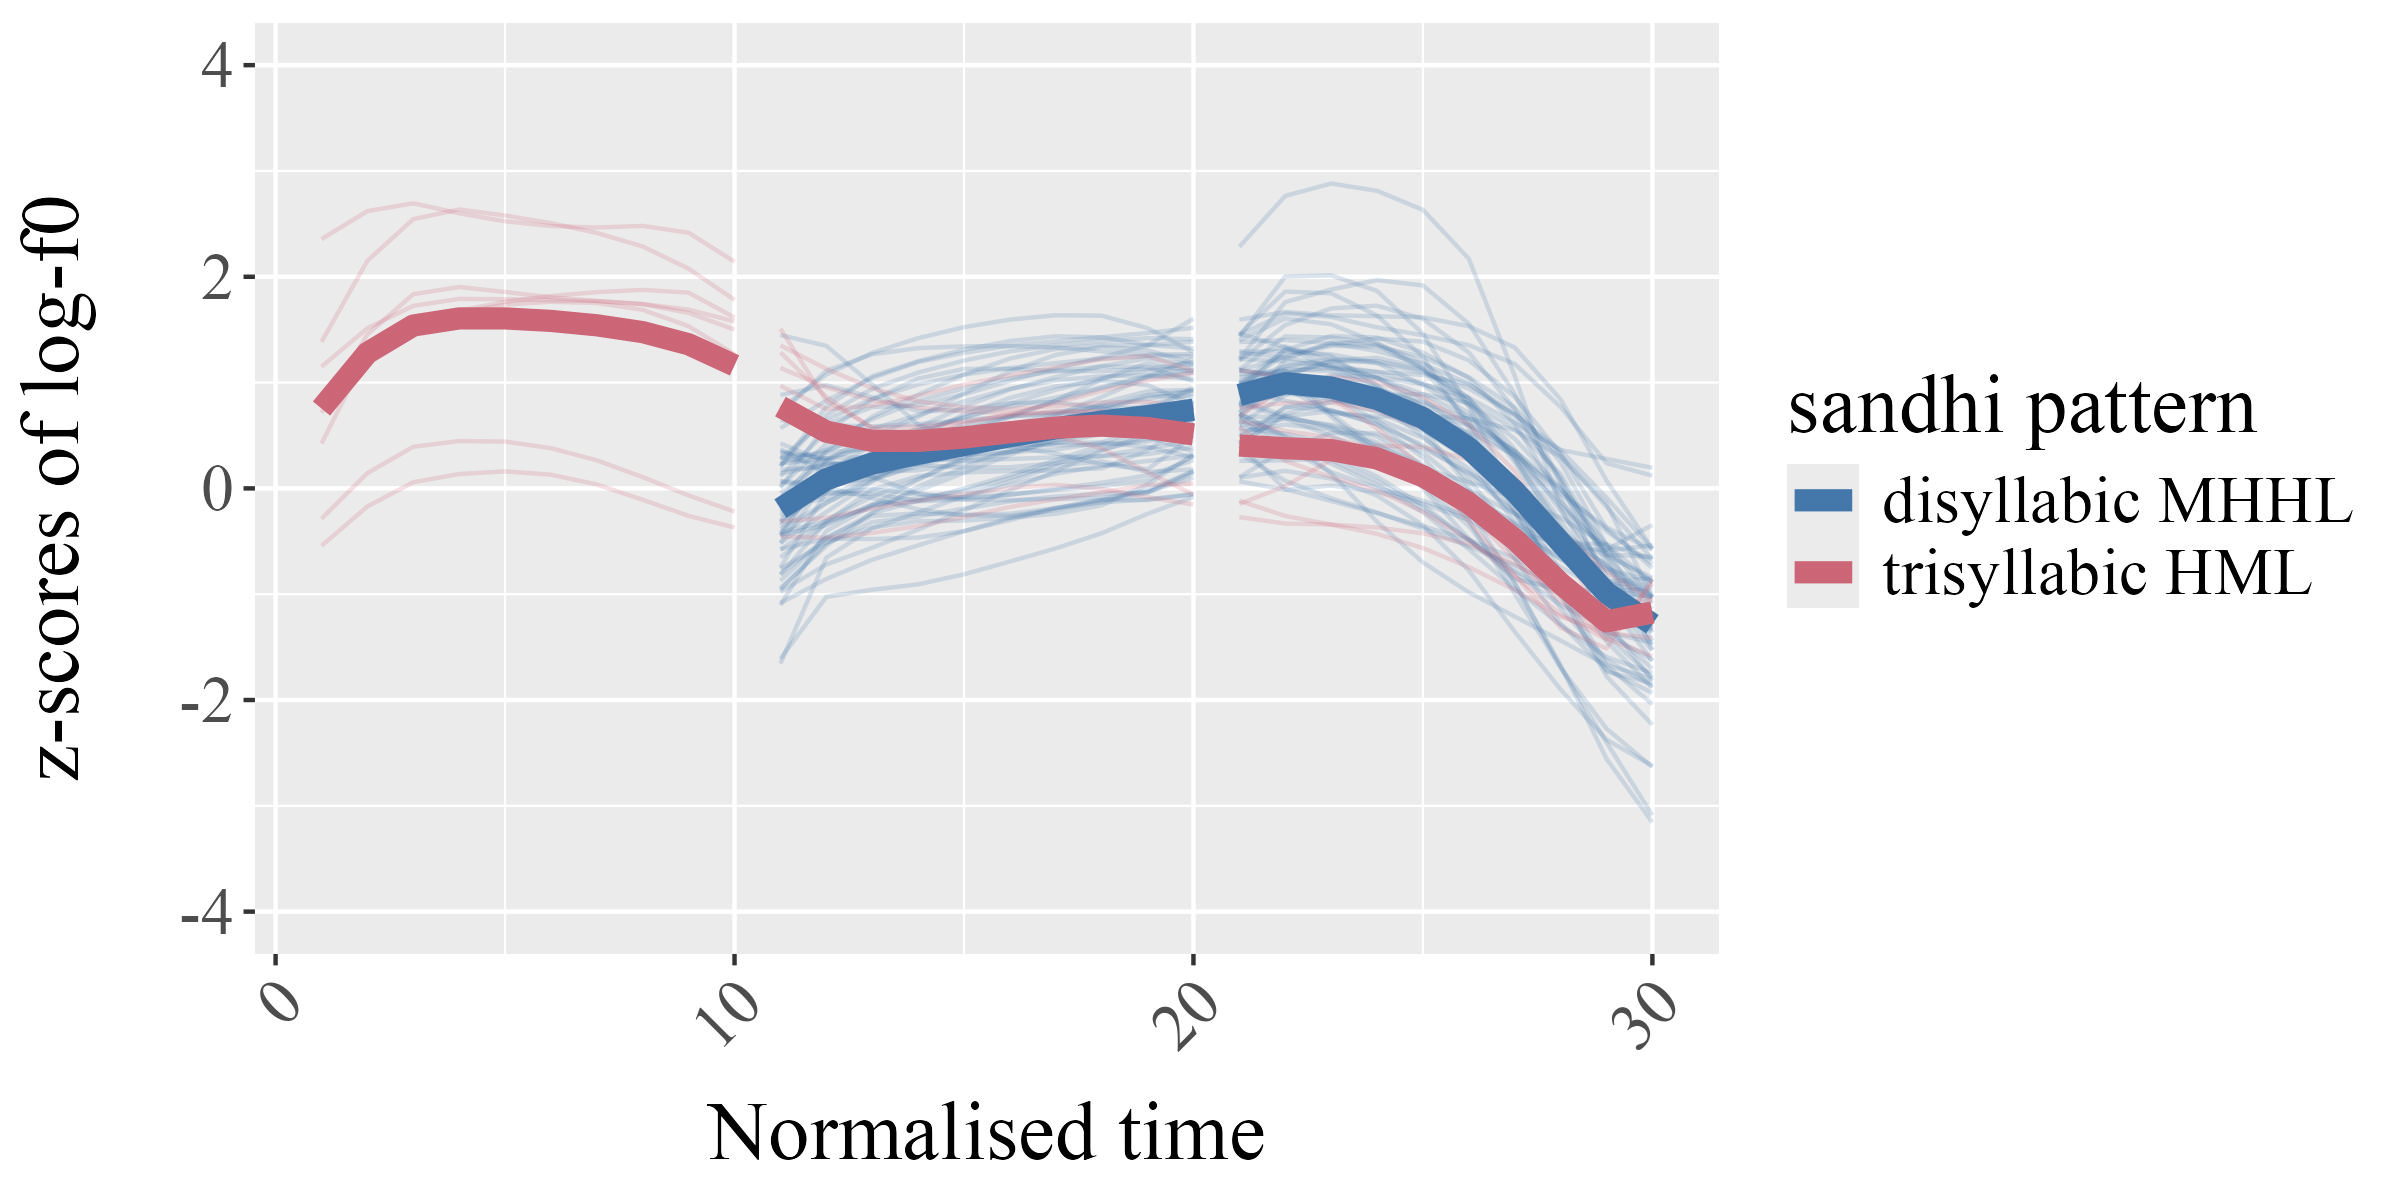 z-scores of log-f0
4
2
0
-2
-4
0
10
20
30
Normalised time
sandhi pattern
disyllabic MHHL
trisyllabic HML